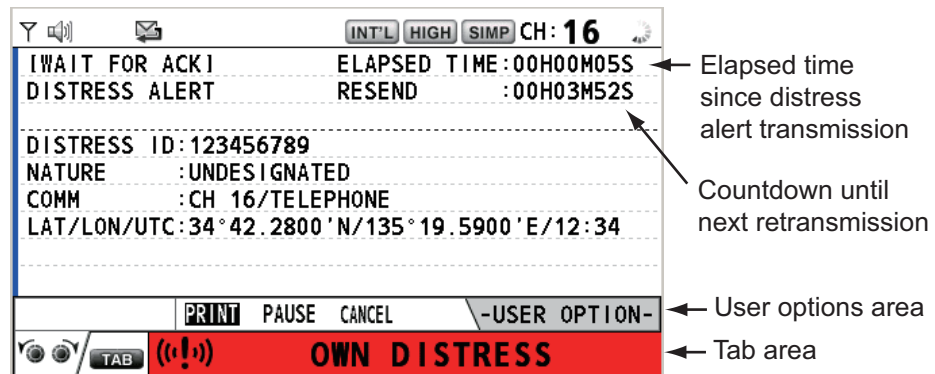 INT'L HIGH SIMP CH: 16
[WAIT FOR ACK] ELAPSED TIME:00H00M05S
DISTRESS ALERT RESEND :00H03M52S
DISTRESS ID:123456789
NATURE :UNDESIGNATED
COMM :CH 16/TELEPHONE
LAT/LON/UTC:34°42.2800'N/135°19.5900'E/12:34
PRINT PAUSE CANCEL -USER OPTION-
TAB OWN DISTRESS
Elapsed time
since distress
alert transmission
Countdown until
next retransmission
User options area
Tab area